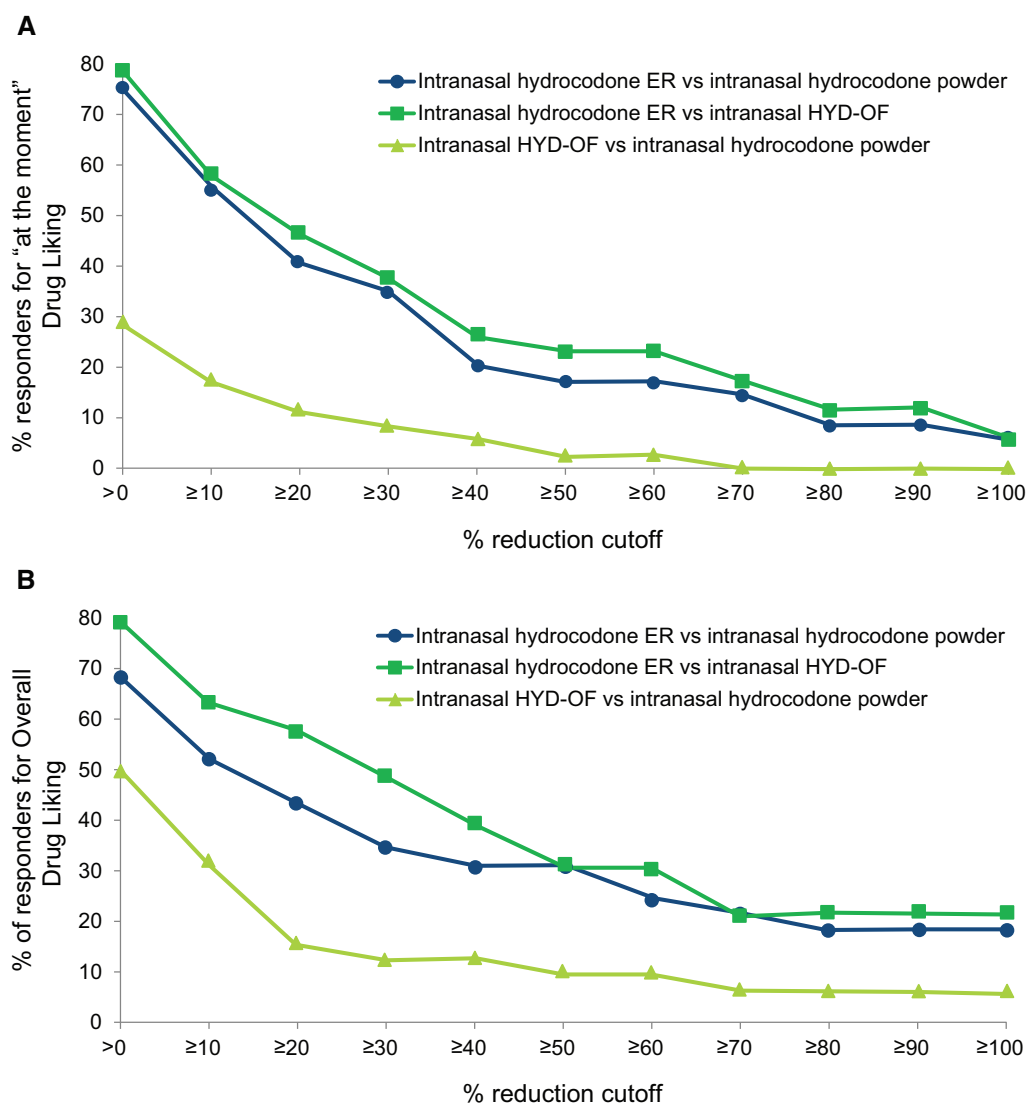 A
% responders for “at the moment”
Drug Liking
80
70
60
50
40
30
20
10
0
Intranasal hydrocodone ER vs intranasal hydrocodone powder
Intranasal hydrocodone ER vs intranasal HYD-OF
Intranasal HYD-OF vs intranasal hydrocodone powder
>0 ≥10 ≥20 ≥30 ≥40 ≥50 ≥60 ≥70 ≥80 ≥90 ≥100
% reduction cutoff
B
% of responders for Overall
Drug Liking
80
70
60
50
40
30
20
10
0
Intranasal hydrocodone ER vs intranasal hydrocodone powder
Intranasal hydrocodone ER vs intranasal HYD-OF
Intranasal HYD-OF vs intranasal hydrocodone powder
>0 ≥10 ≥20 ≥30 ≥40 ≥50 ≥60 ≥70 ≥80 ≥90 ≥100
% reduction cutoff